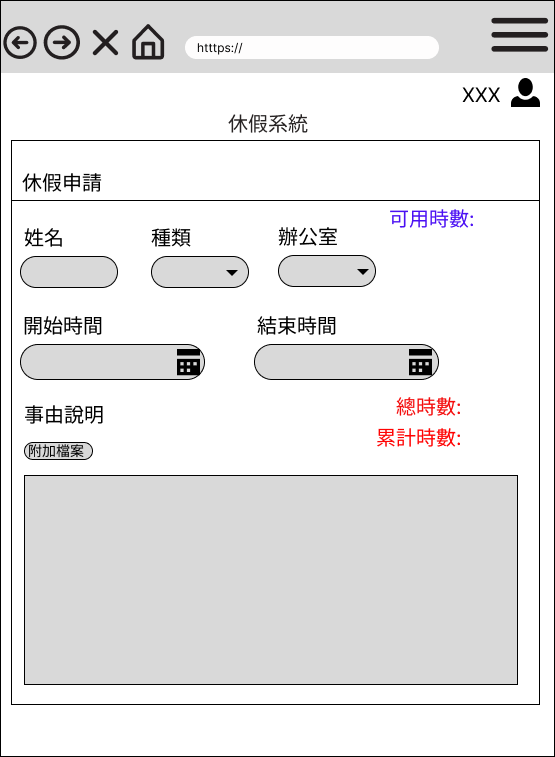 htttps://
XXX
休假系統
休假申請
可用時數:
姓名
種類
辦公室
開始時間
結束時間
事由說明
總時數:
累計時數:
附加檔案